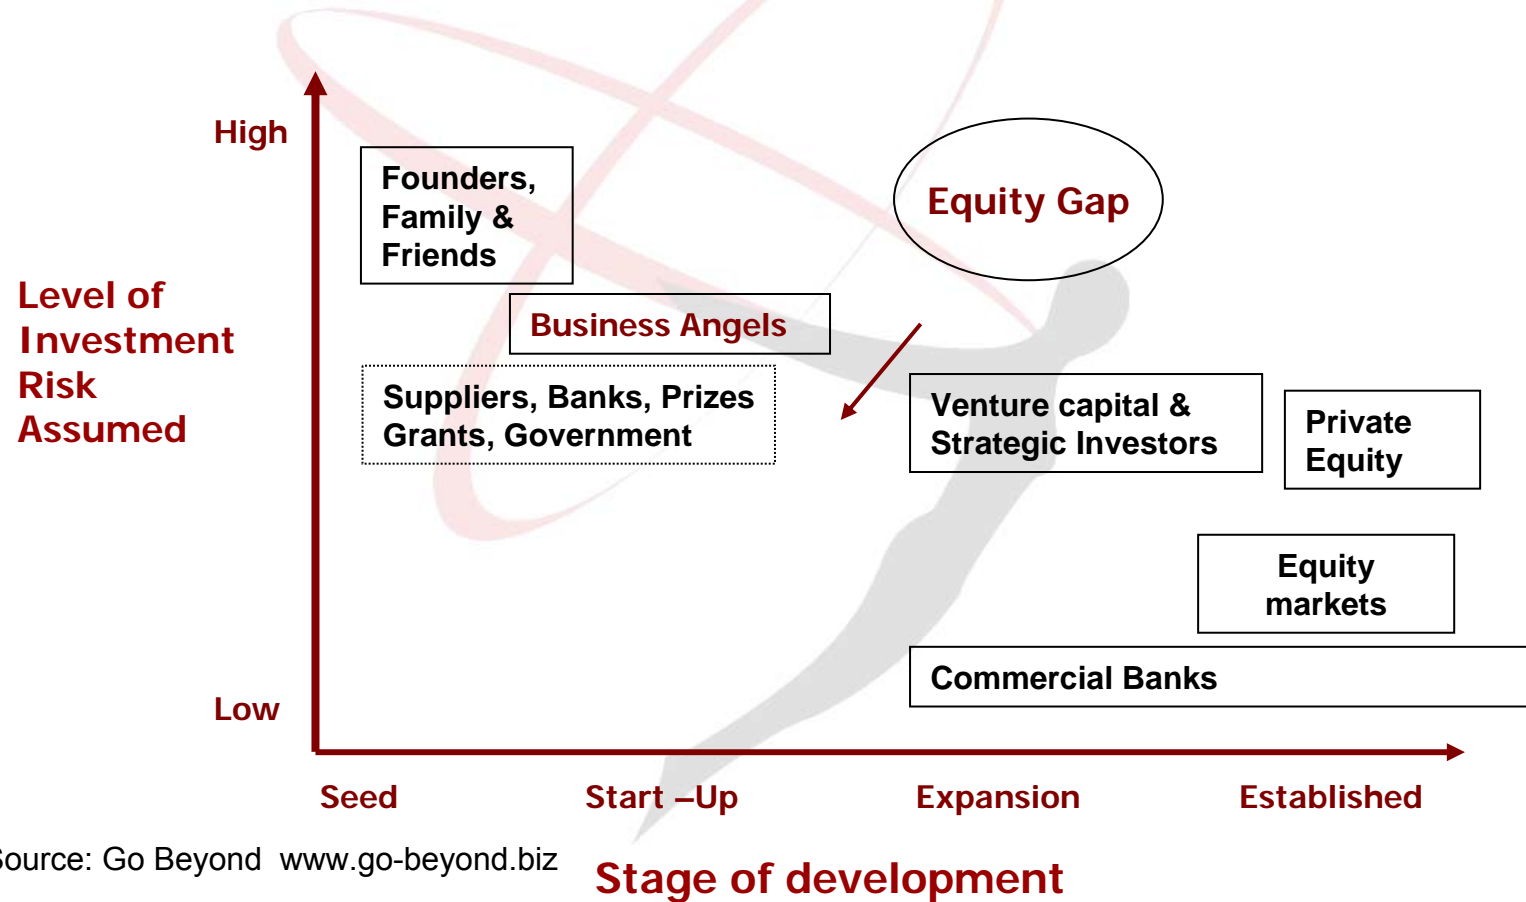 High
Founders,
Family &
Friends
Equity Gap
Level of
Investment
Risk
Assumed
Business Angels
Suppliers, Banks, Prizes
Grants, Government
Venture capital &
Strategic Investors
Private
Equity
Equity
markets
Commercial Banks
Low
Seed
Start –Up
Expansion
Established
Source: Go Beyond www.go-beyond.biz
Stage of development